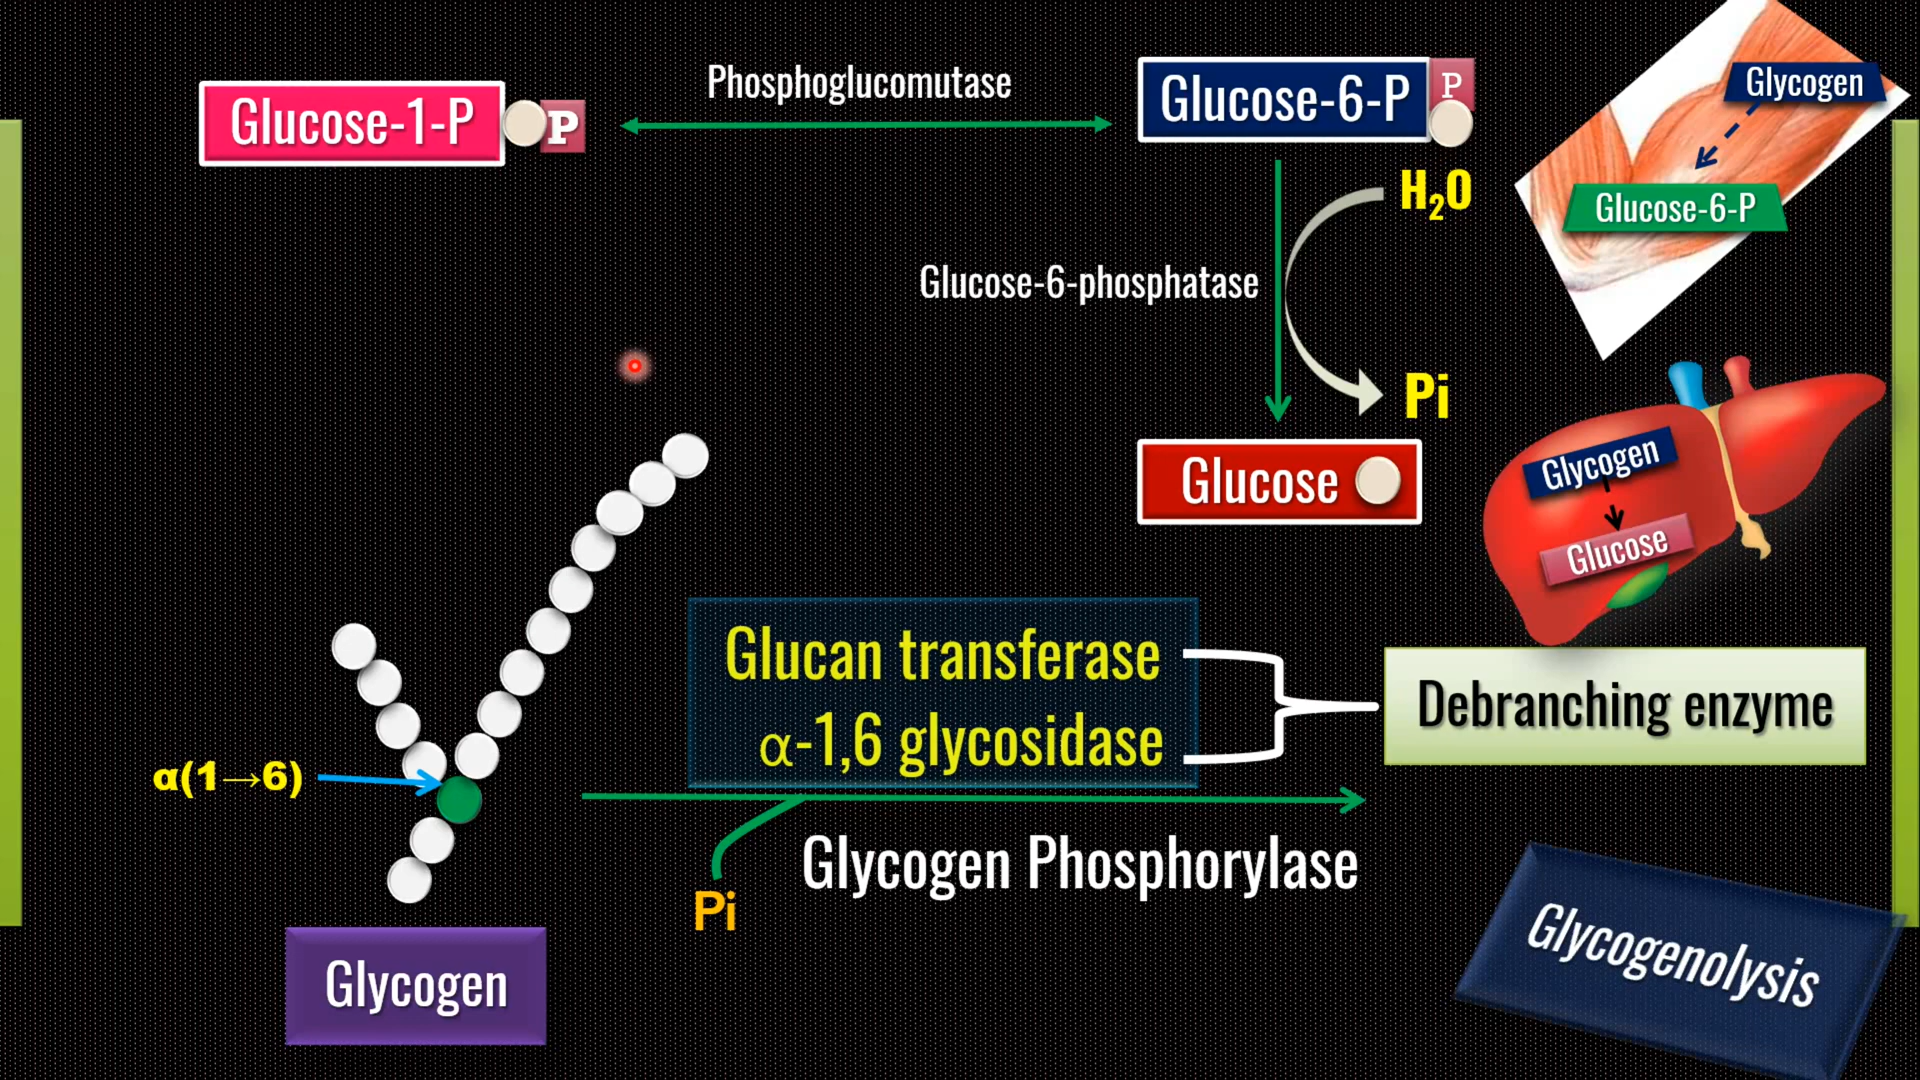 Glucose-1-P
P
Phosphoglucomutase
Glucose-6-P
P
Glycogen
Glucose-6-P
H₂O
Glucose-6-phosphatase
Pi
Glucose
Glycogen
Glucose
Glucan transferase
α-1,6 glycosidase
Debranching enzyme
α(1→6)
Glycogen Phosphorylase
Pi
Glycogen
Glycogenolysis